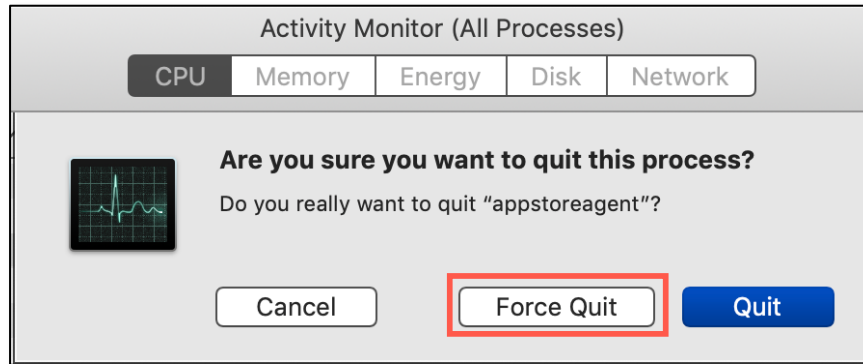 Activity Monitor (All Processes)
CPU Memory Energy Disk Network
Are you sure you want to quit this process?
Do you really want to quit “appstoreagent”?
Cancel Force Quit Quit